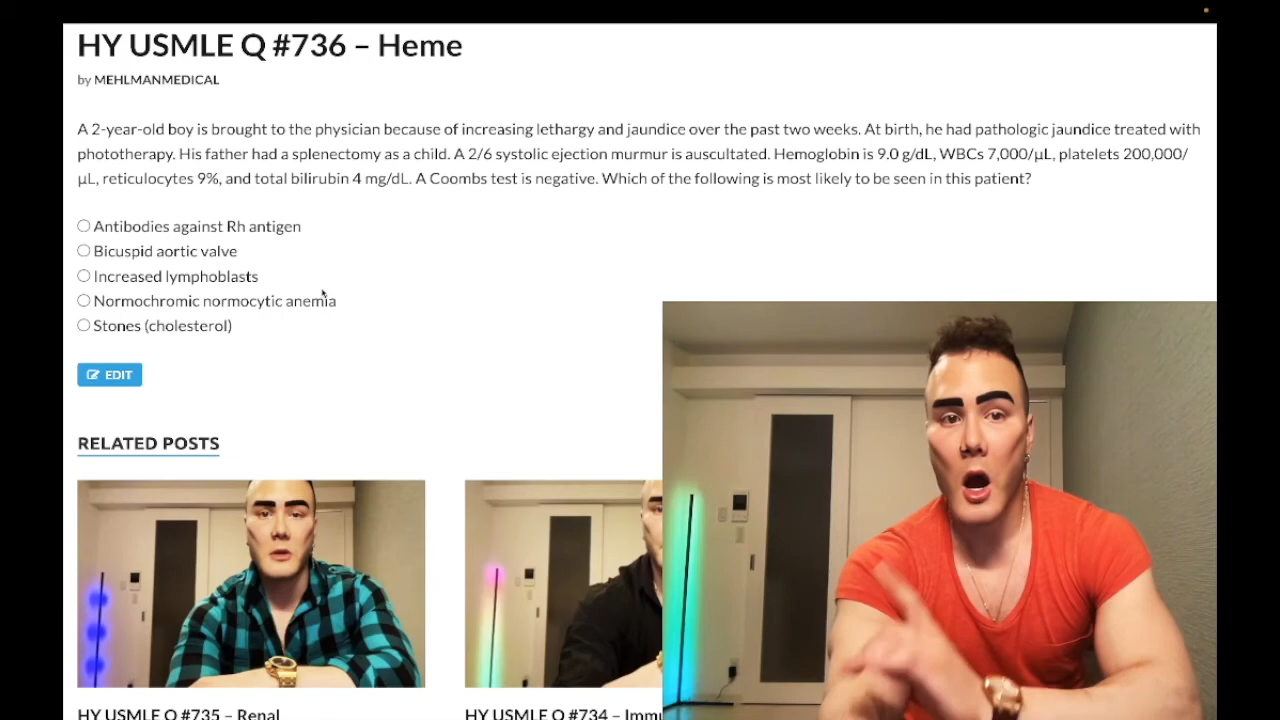 HY USMLE Q #736 – Heme
by MEHLMANMEDICAL
A 2-year-old boy is brought to the physician because of increasing lethargy and jaundice over the past two weeks. At birth, he had pathologic jaundice treated with
phototherapy. His father had a splenectomy as a child. A 2/6 systolic ejection murmur is auscultated. Hemoglobin is 9.0 g/dL, WBCs 7,000/μL, platelets 200,000/
μL, reticulocytes 9%, and total bilirubin 4 mg/dL. A Coombs test is negative. Which of the following is most likely to be seen in this patient?
Antibodies against Rh antigen
Bicuspid aortic valve
Increased lymphoblasts
Normochromic normocytic anemia
Stones (cholesterol)
EDIT
RELATED POSTS
HY USMLE Q #735 – Renal
HY USMLE Q #734 –